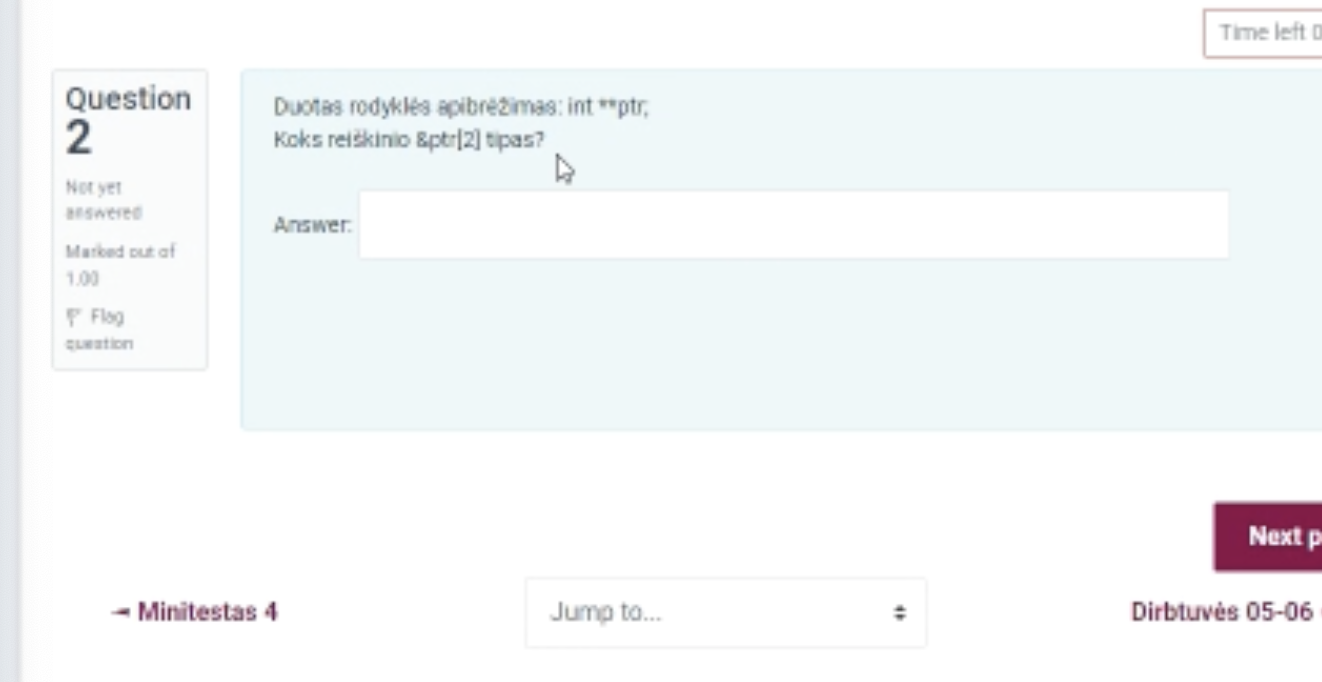 Time left 0
Question
2
Not yet
answered
Marked out of
1.00
Flag
question
Duotas rodyklės apibrėžimas: int **ptr;
Koks reiškinio &ptr[2] tipas?
Answer:
Next p
Minitestas 4
Jump to...
Dirbtuvės 05-06